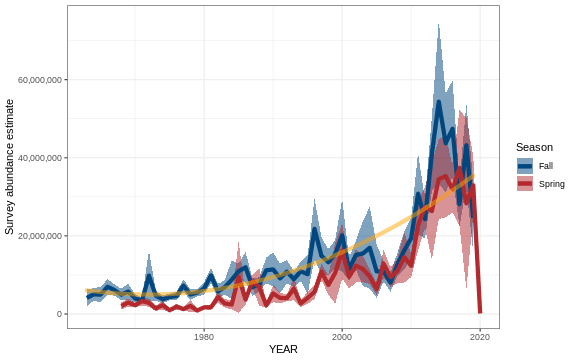 Survey abundance estimate
60,000,000
40,000,000
20,000,000
0
1980
2000
2020
YEAR
Season
Fall
Spring